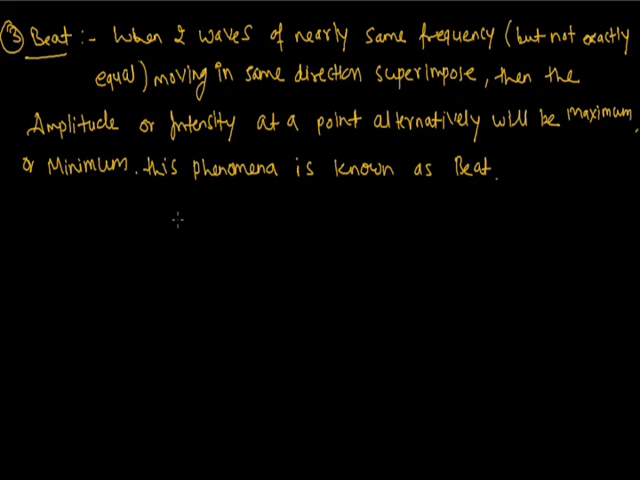 ③ Beat :- When 2 waves of nearly same frequency (but not exactly
equal) moving in same direction superimpose, then the
Amplitude or Intensity at a point alternatively will be maximum
or Minimum. this phenomena is known as Beat.